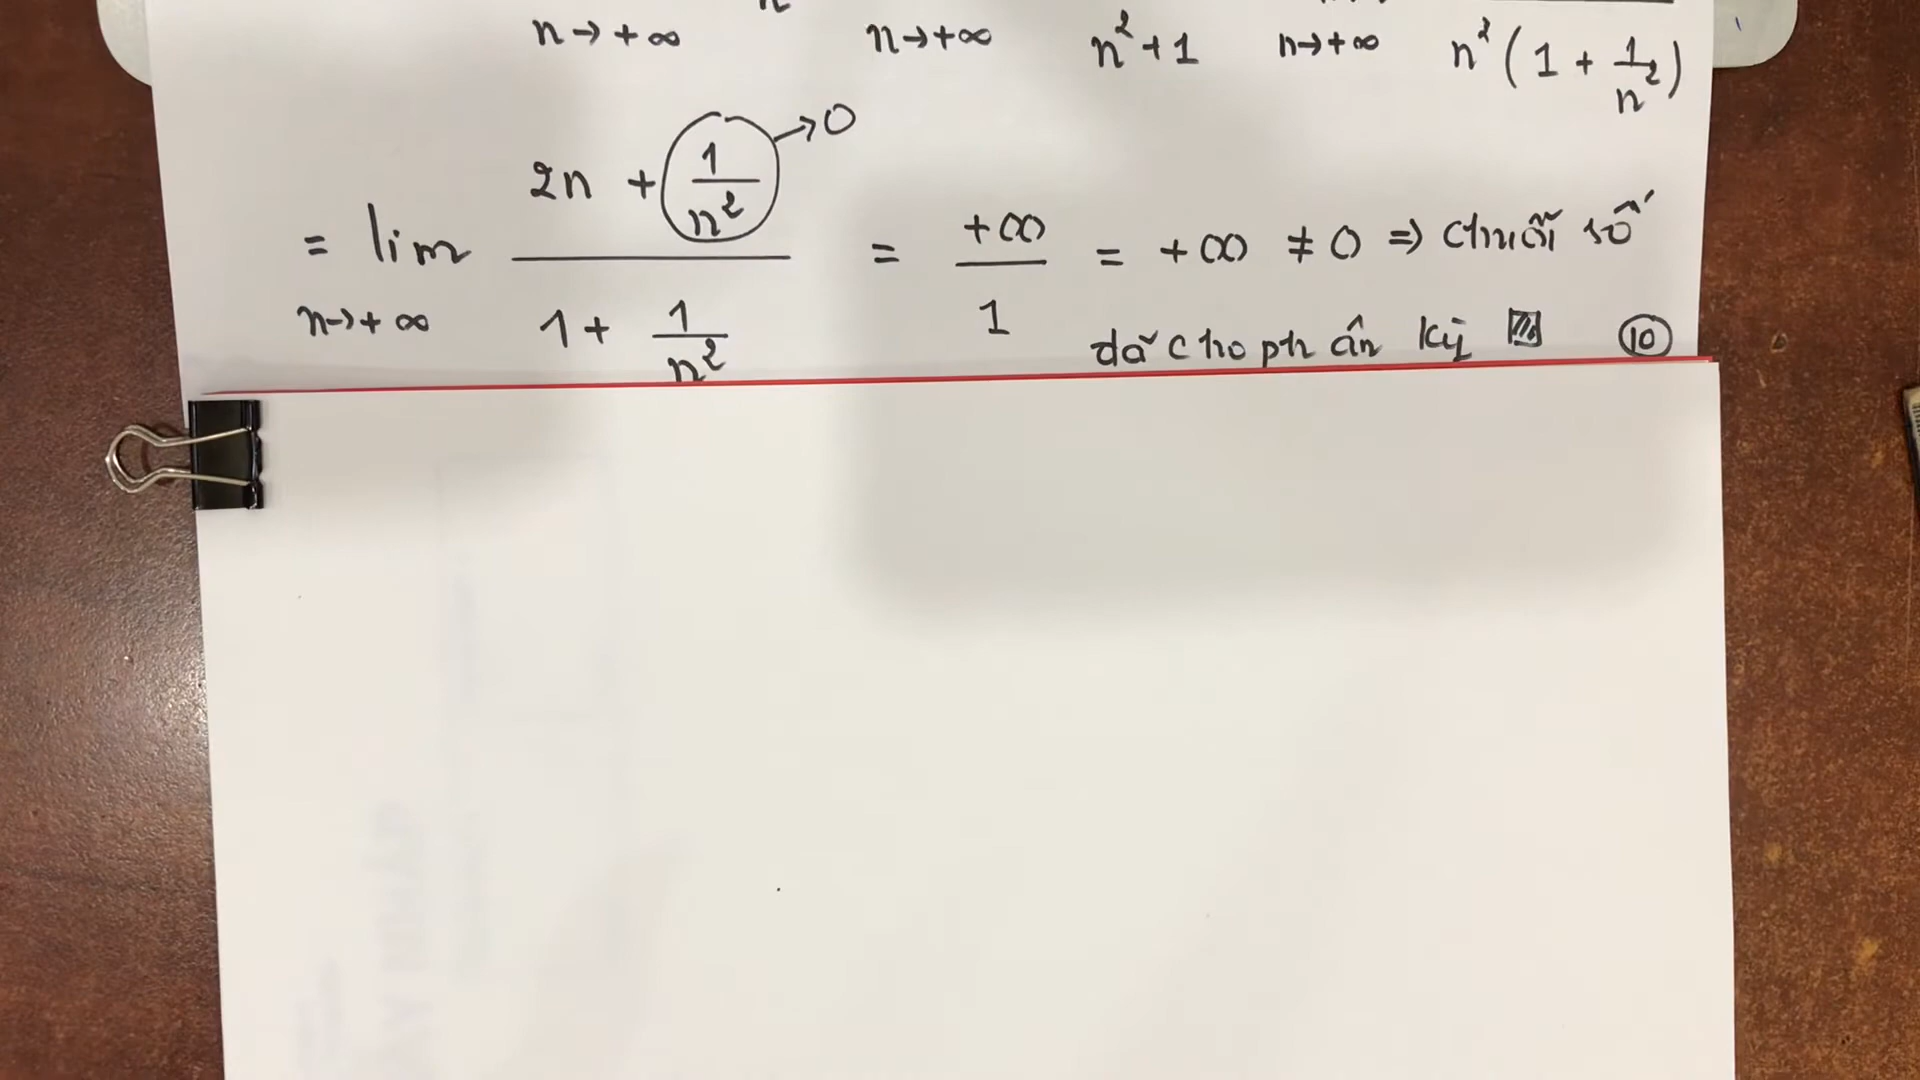 n→+∞ n→+∞ n²+1 n→+∞ n²(1 + 1/n²)
2n + 1/n² →0
= lim = +∞ = +∞ ≠ 0 ⇒ chuỗi số
n→+∞ 1 + 1/n² 1 đã cho phân kỳ 10